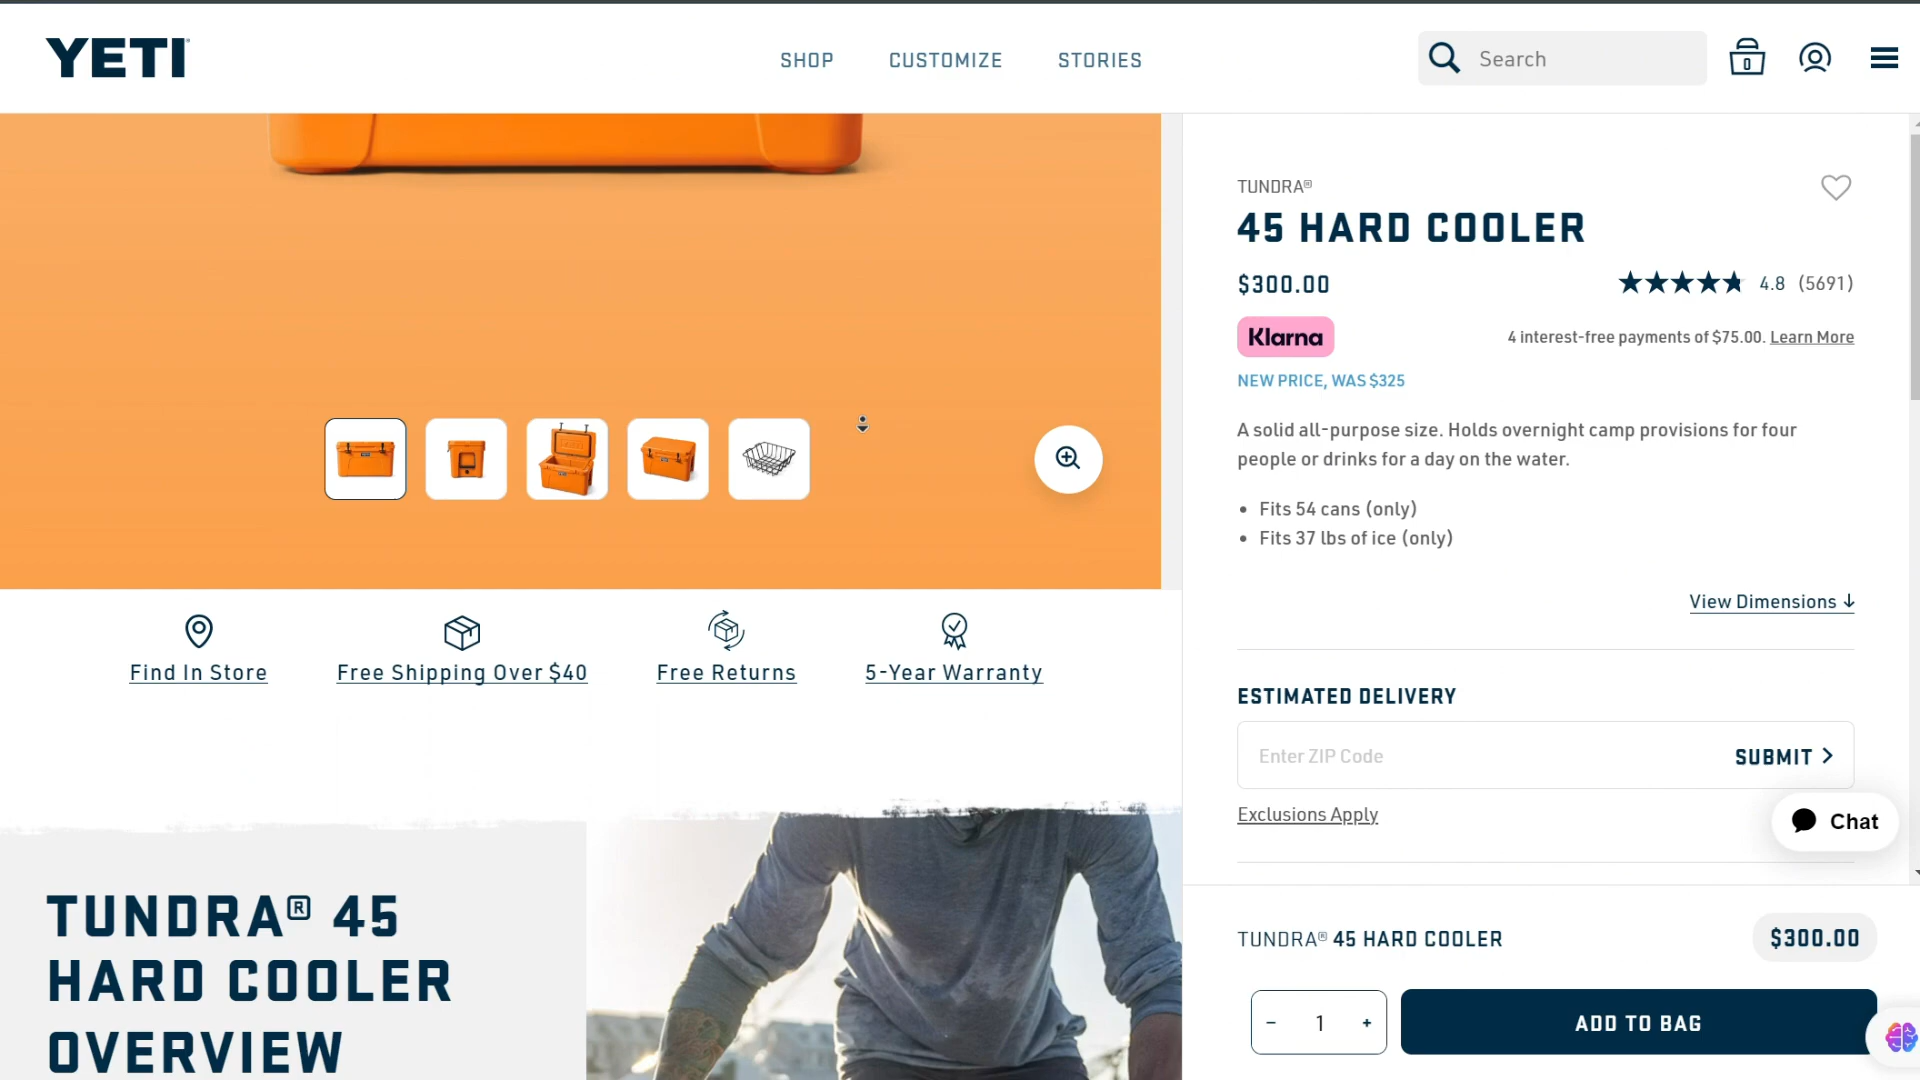 YETI
SHOP
CUSTOMIZE
STORIES
Search
0
TUNDRA®
45 HARD COOLER
$300.00
4.8 (5691)
Klarna
4 interest-free payments of $75.00. Learn More
NEW PRICE, WAS $325
A solid all-purpose size. Holds overnight camp provisions for four
people or drinks for a day on the water.
Fits 54 cans (only)
Fits 37 lbs of ice (only)
View Dimensions
Find In Store
Free Shipping Over $40
Free Returns
5-Year Warranty
ESTIMATED DELIVERY
Enter ZIP Code
SUBMIT
Exclusions Apply
Chat
TUNDRA® 45
HARD COOLER
OVERVIEW
TUNDRA® 45 HARD COOLER
$300.00
- 1 +
ADD TO BAG